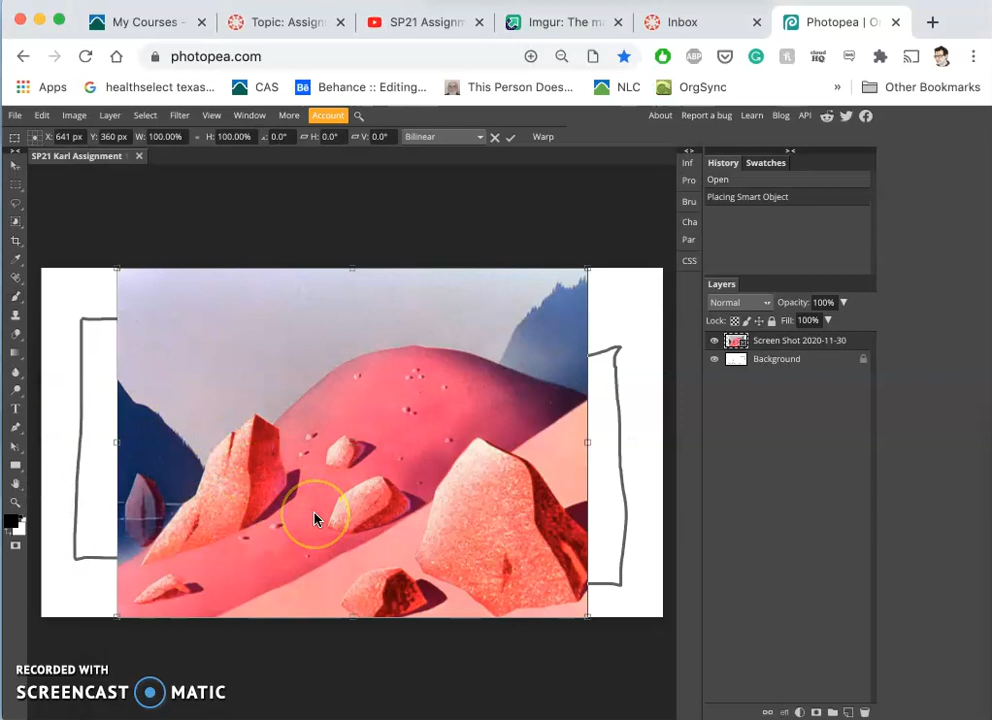 My Courses -
Topic: Assign
SP21 Assignm
Imgur: The m
Inbox
Photopea | O
photopea.com
ABP
cloud HQ
Apps
healthselect texas...
CAS
Behance :: Editing...
This Person Does...
NLC
OrgSync
»
Other Bookmarks
File Edit Image Layer Select Filter View Window More Account
About Report a bug Learn Blog API
X: 641 px Y: 360 px W: 100.00% H: 100.00% ⊿: 0.0° H: 0.0° V: 0.0° Bilinear Warp
SP21 Karl Assignment
Inf
Pro
Bru
Cha
Par
CSS
History Swatches
Open
Placing Smart Object
Layers
Normal Opacity: 100%
Lock: Fill: 100%
Screen Shot 2020-11-30
Background
RECORDED WITH
SCREENCAST MATIC
eff